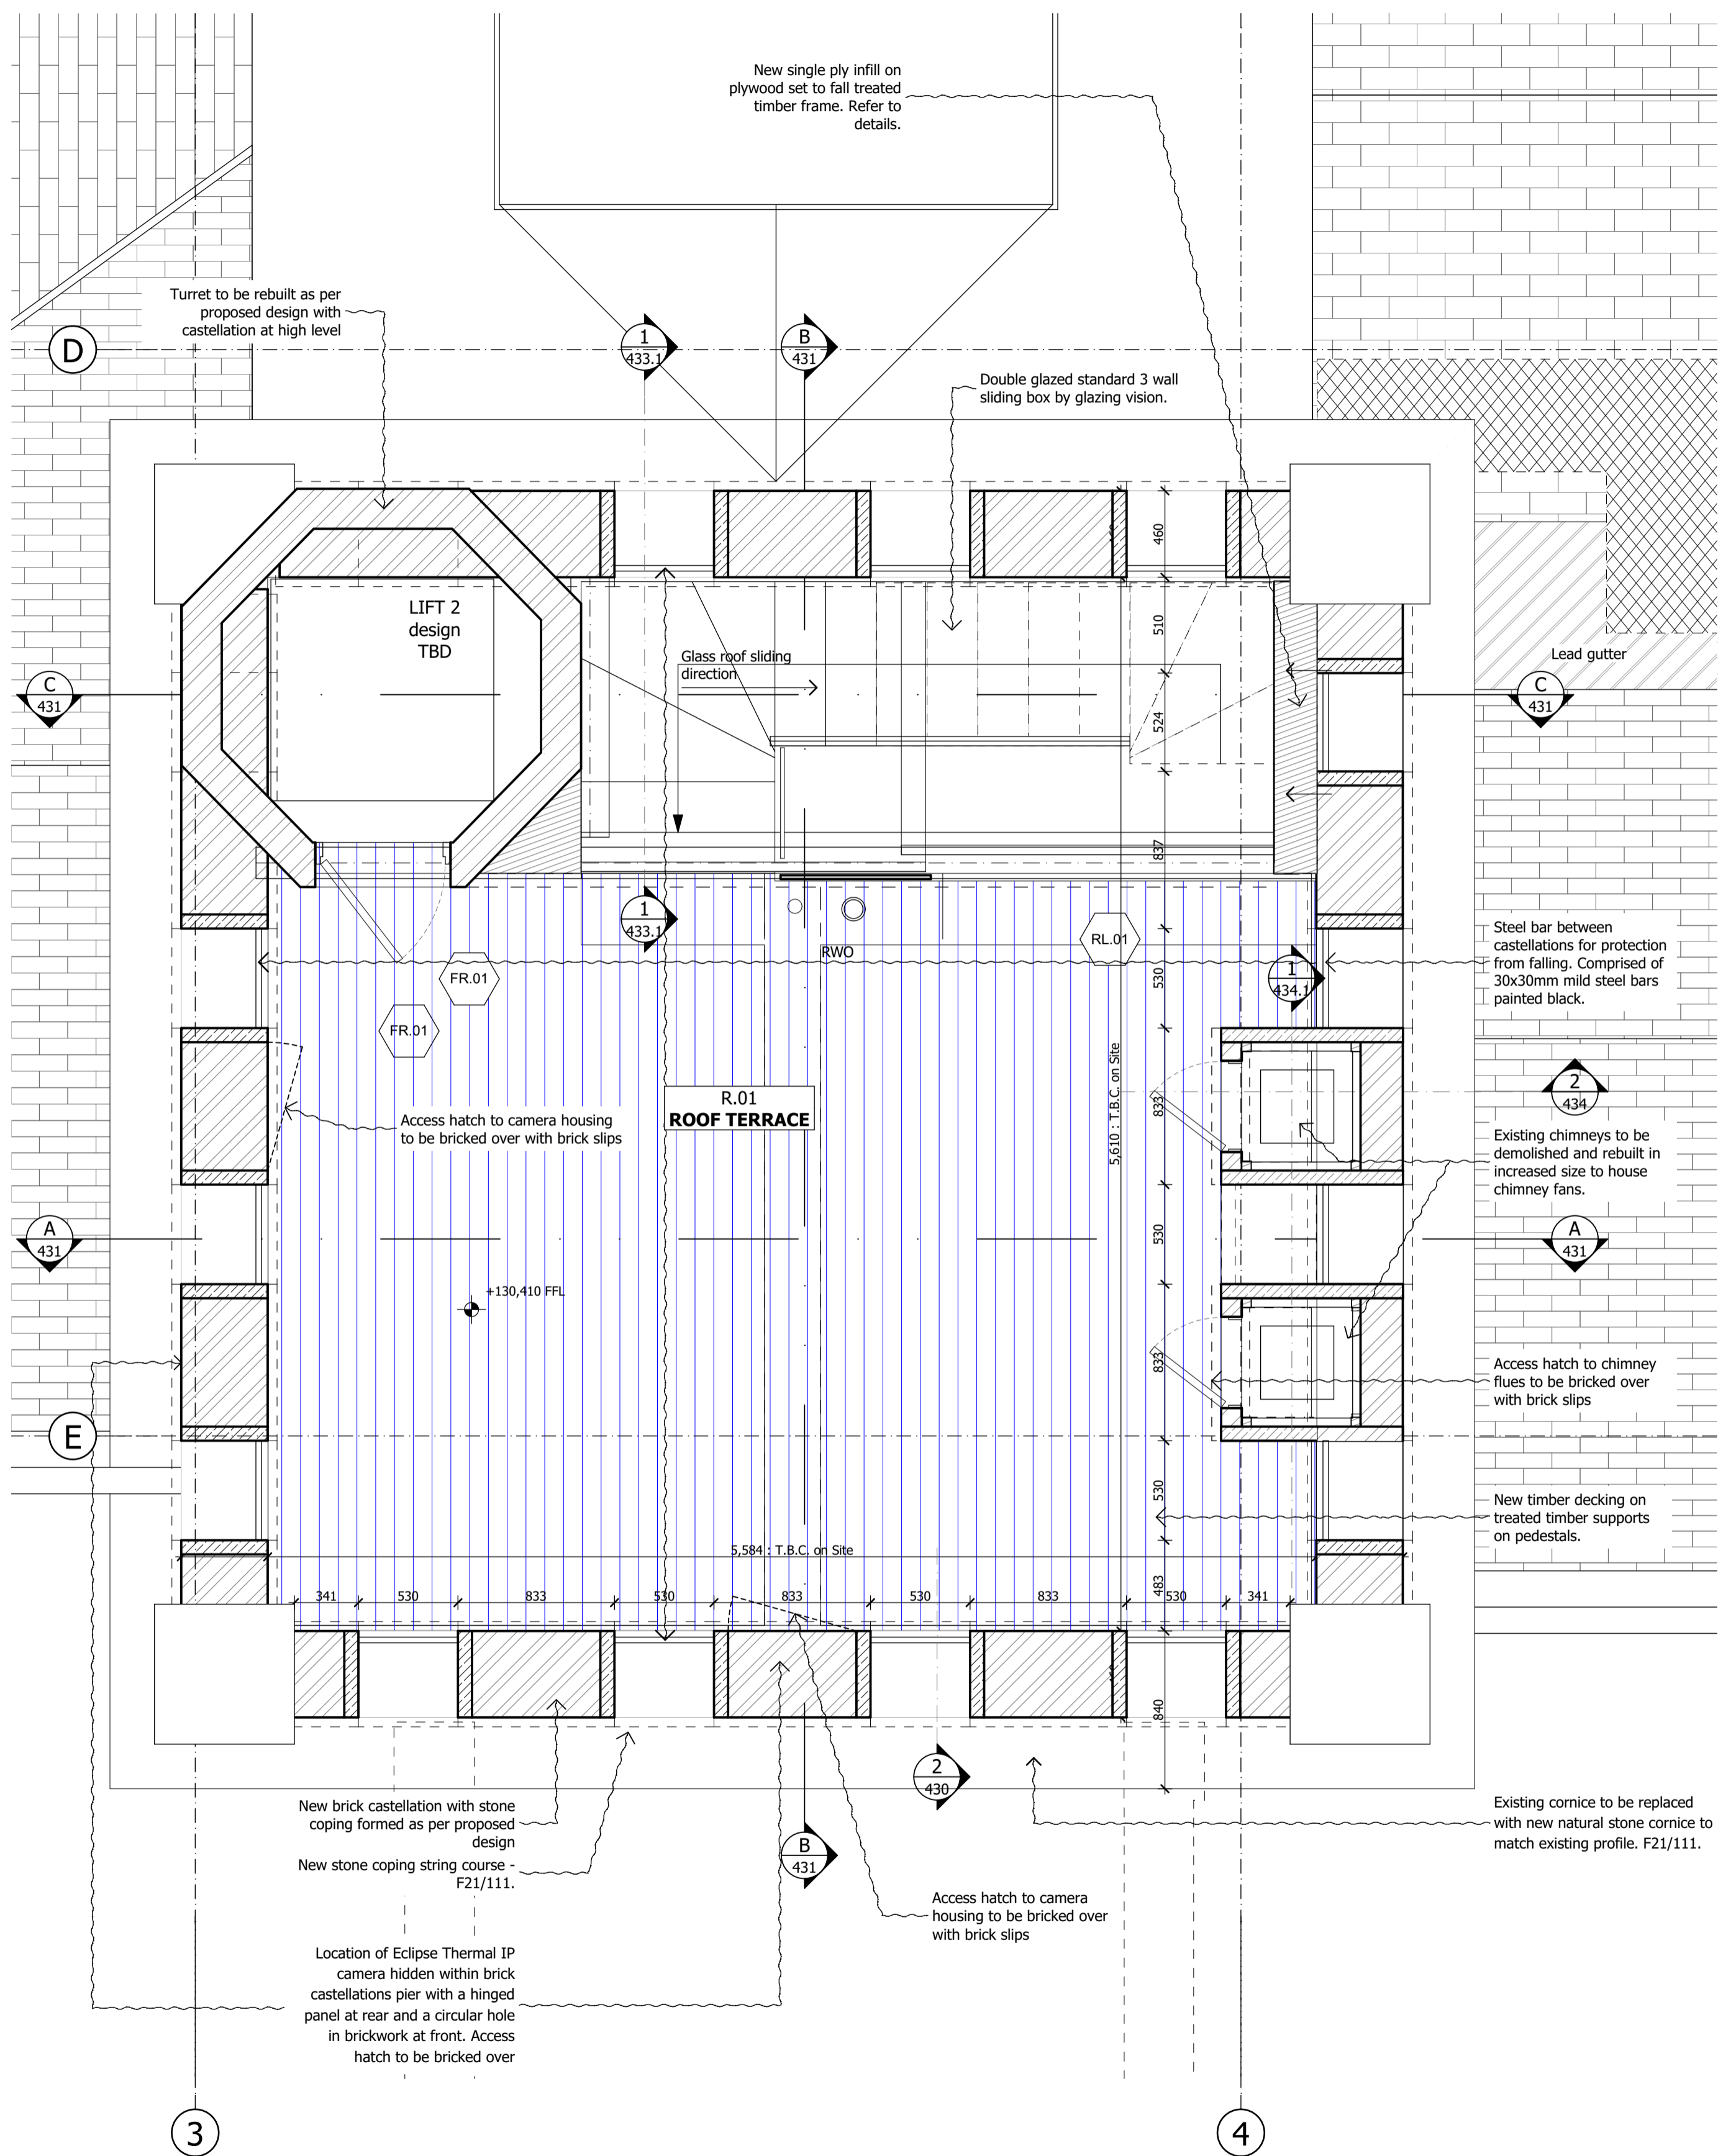 New single ply infill on
plywood set to fall treated
timber frame. Refer to
details.
Turret to be rebuilt as per
proposed design with
castellation at high level
D
1
433.1
B
431
Double glazed standard 3 wall
sliding box by glazing vision.
460
LIFT 2
design
TBD
510
Glass roof sliding
direction
Lead gutter
C
431
C
431
524
837
1
433.1
RWO
RL.01
FR.01
FR.01
530
1
434.1
Steel bar between
castellations for protection
from falling. Comprised of
30x30mm mild steel bars
painted black.
R.01
ROOF TERRACE
Access hatch to camera housing
to be bricked over with brick slips
5,610 : T.B.C. on Site
833
2
434
Existing chimneys to be
demolished and rebuilt in
increased size to house
chimney fans.
A
431
530
A
431
+130,410 FFL
833
Access hatch to chimney
flues to be bricked over
with brick slips
E
530
New timber decking on
treated timber supports
on pedestals.
5,584 : T.B.C. on Site
483
341
530
833
530
833
530
833
530
341
840
2
430
New brick castellation with stone
coping formed as per proposed
design
New stone coping string course -
F21/111.
B
431
Existing cornice to be replaced
with new natural stone cornice to
match existing profile. F21/111.
Access hatch to camera
housing to be bricked over
with brick slips
Location of Eclipse Thermal IP
camera hidden within brick
castellations pier with a hinged
panel at rear and a circular hole
in brickwork at front. Access
hatch to be bricked over
3
4